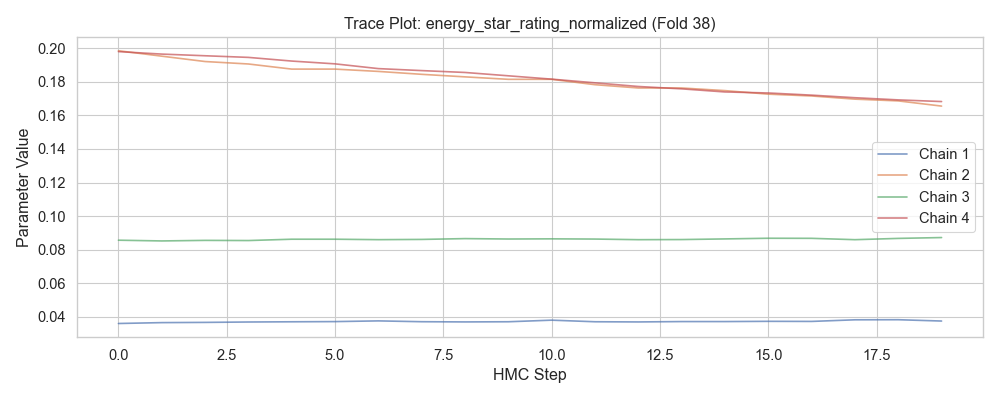 Trace Plot: energy_star_rating_normalized (Fold 38)
Parameter Value
0.20
0.18
0.16
0.14
0.12
0.10
0.08
0.06
0.04
Chain 1
Chain 2
Chain 3
Chain 4
0.0 2.5 5.0 7.5 10.0 12.5 15.0 17.5
HMC Step